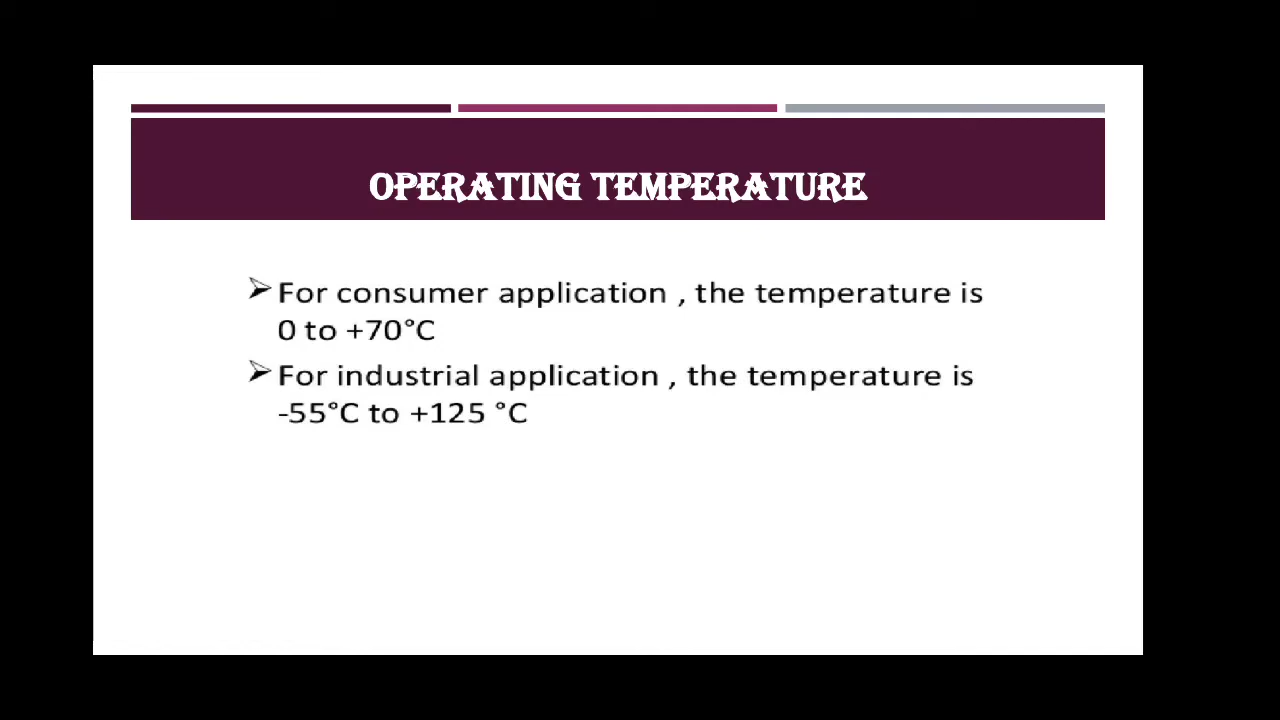 OPERATING TEMPERATURE
➢For consumer application , the temperature is
0 to +70°C
➢For industrial application , the temperature is
-55°C to +125 °C